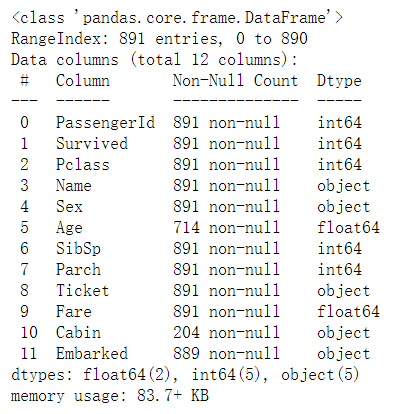 <class 'pandas.core.frame.DataFrame'>
RangeIndex: 891 entries, 0 to 890
Data columns (total 12 columns):
 #   Column       Non-Null Count  Dtype
---  ------       --------------  -----
 0   PassengerId  891 non-null    int64
 1   Survived     891 non-null    int64
 2   Pclass       891 non-null    int64
 3   Name         891 non-null    object
 4   Sex          891 non-null    object
 5   Age          714 non-null    float64
 6   SibSp        891 non-null    int64
 7   Parch        891 non-null    int64
 8   Ticket       891 non-null    object
 9   Fare         891 non-null    float64
 10  Cabin        204 non-null    object
 11  Embarked     889 non-null    object
dtypes: float64(2), int64(5), object(5)
memory usage: 83.7+ KB